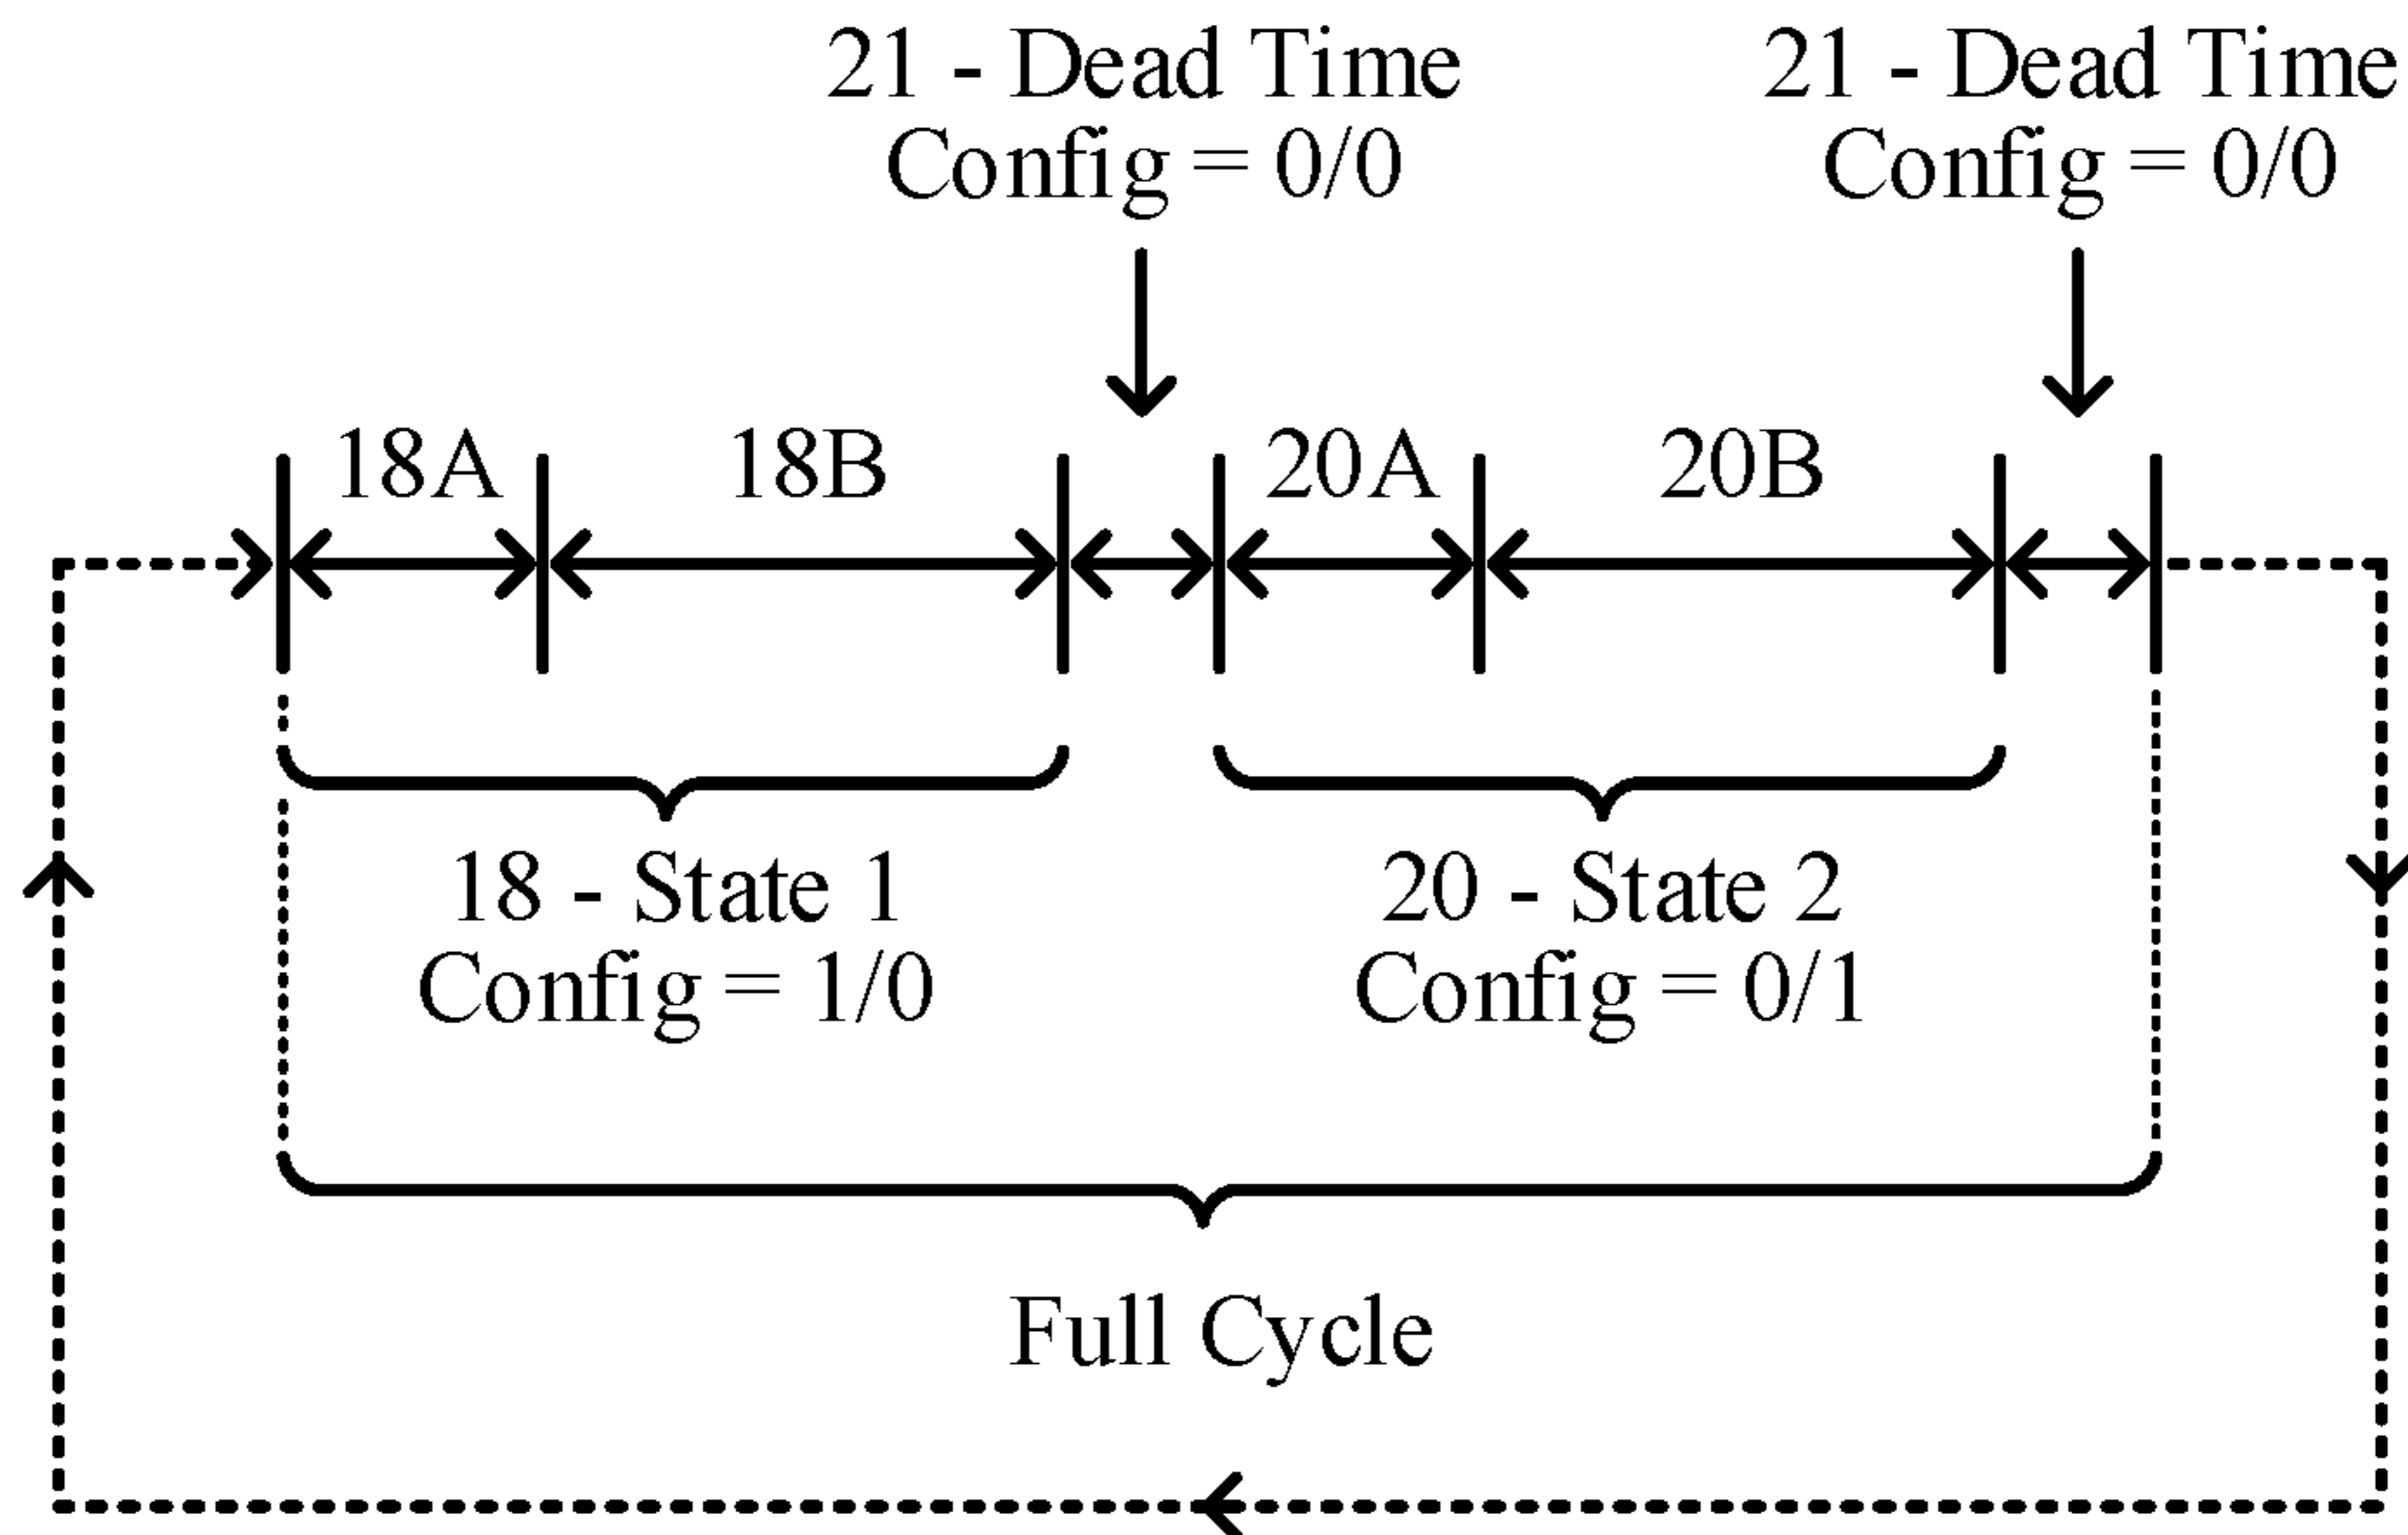 21 - Dead Time
Config = 0/0
21 - Dead Time
Config = 0/0
18A
18B
20A
20B
18 - State 1
Config = 1/0
20 - State 2
Config = 0/1
Full Cycle